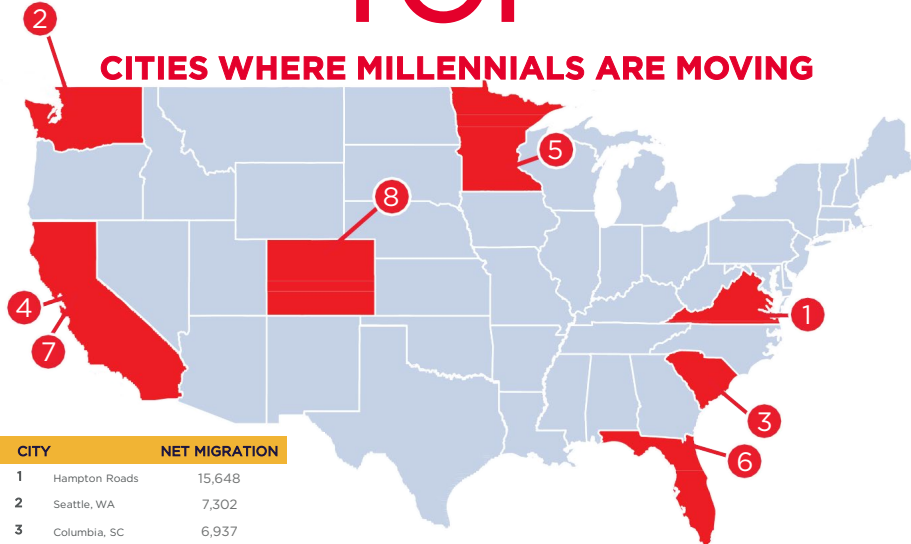 TOP
CITIES WHERE MILLENNIALS ARE MOVING
2
5
8
4
7
1
3
6
CITY NET MIGRATION
1 Hampton Roads 15,648
2 Seattle, WA 7,302
3 Columbia, SC 6,937